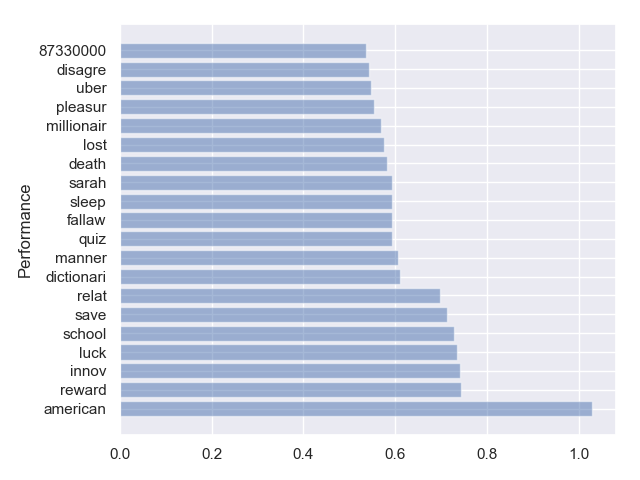 87330000
disagre
uber
pleasur
millionair
lost
death
sarah
sleep
fallaw
quiz
manner
dictionari
relat
save
school
luck
innov
reward
american
Performance
0.0 0.2 0.4 0.6 0.8 1.0